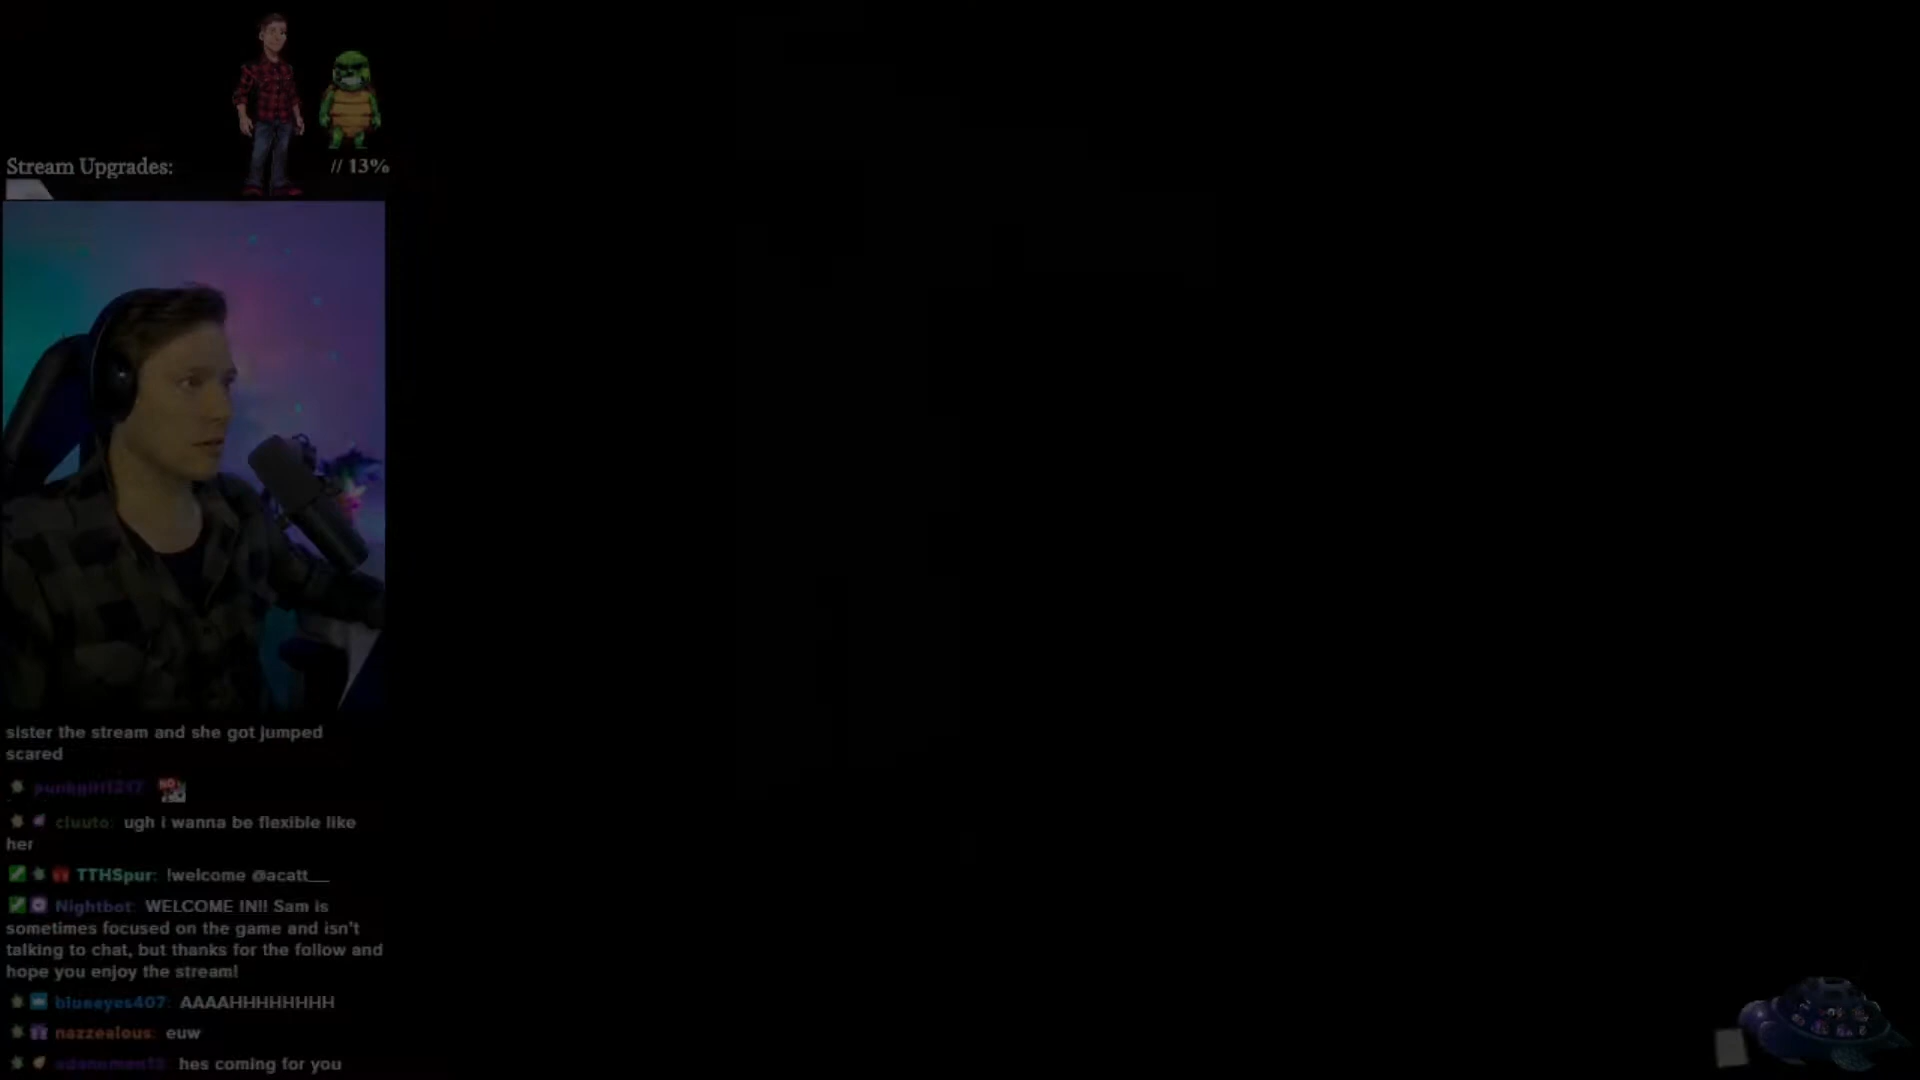 Stream Upgrades: // 13%
sister the stream and she got jumped
scared
punkgirl1247 NO
cluuto: ugh i wanna be flexible like
her
TTHSpur: !welcome @acatt__
Nightbot: WELCOME IN!! Sam is
sometimes focused on the game and isn't
talking to chat, but thanks for the follow and
hope you enjoy the stream!
blueeyes407: AAAAHHHHHHHH
nazzealous: euw
hes coming for you